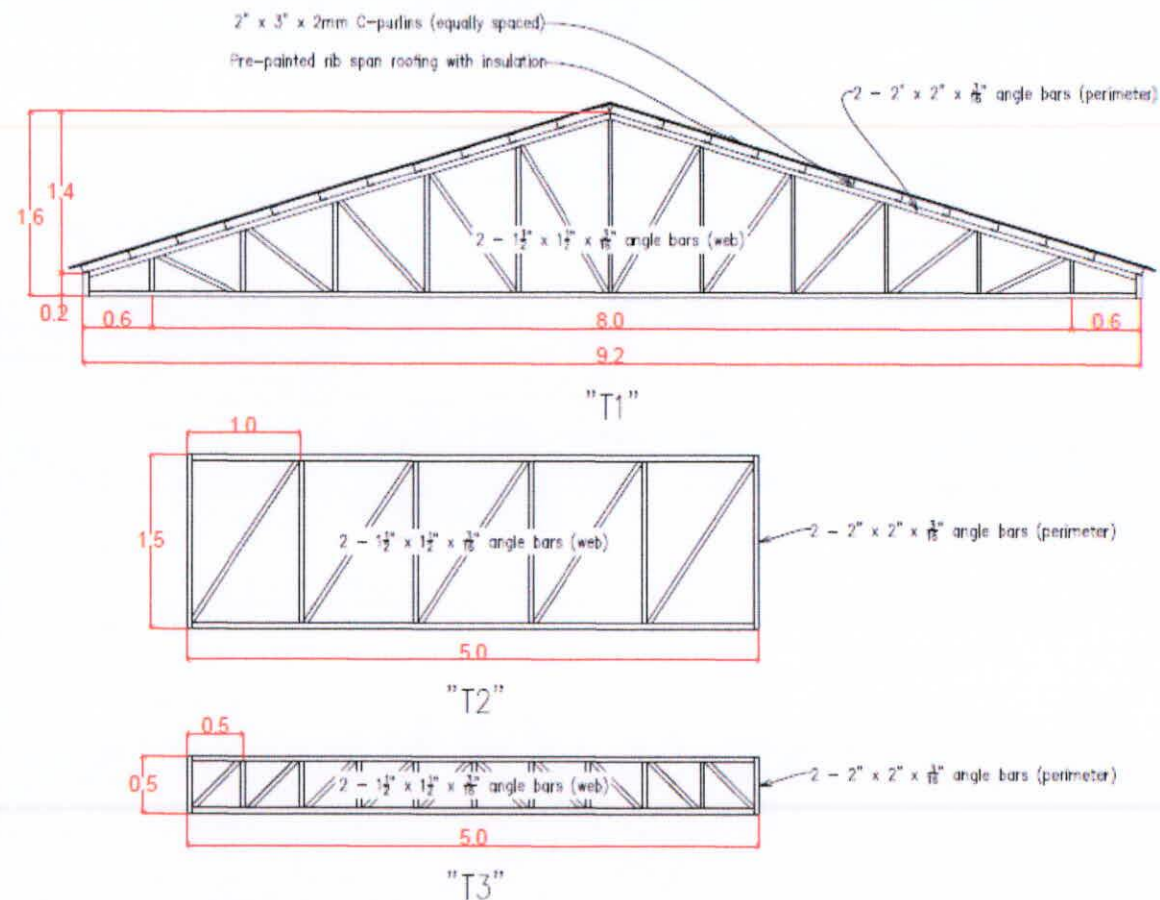 2" x 3" x 2mm C-purlins (equally spaced)
Pre-painted rib span roofing with insulation
2 - 2" x 2" x 3/16" angle bars (perimeter)
1.4
1.6
2 - 1 1/2" x 1 1/2" x 3/16" angle bars (web)
0.2
0.6
8.0
0.6
9.2
"T1"
1.0
1.5
2 - 1 1/2" x 1 1/2" x 3/16" angle bars (web)
2 - 2" x 2" x 3/16" angle bars (perimeter)
5.0
"T2"
0.5
0.5
2 - 1 1/2" x 1 1/2" x 3/16" angle bars (web)
2 - 2" x 2" x 3/16" angle bars (perimeter)
5.0
"T3"